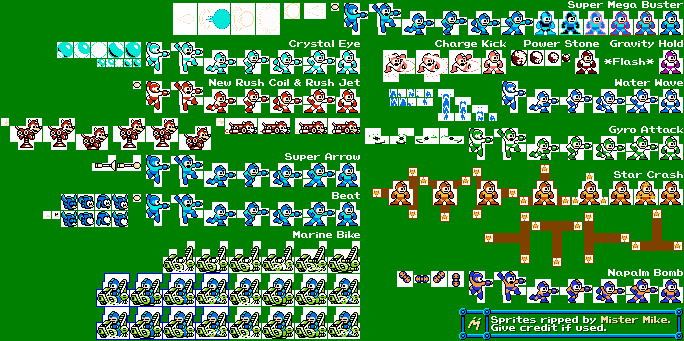 Super Mega Buster
Crystal Eye
Charge Kick
Power Stone
Gravity Hold
*Flash*
New Rush Coil & Rush Jet
Water Wave
Gyro Attack
Super Arrow
Star Crash
Beat
Marine Bike
Napalm Bomb
Sprites ripped by Mister Mike.
Give credit if used.